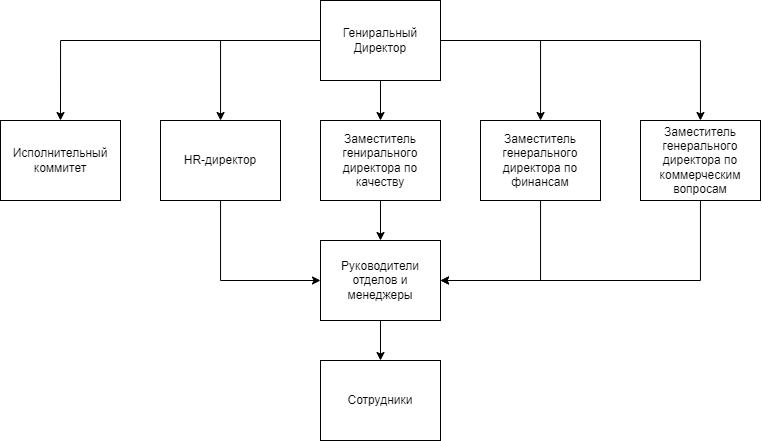 Гениральный
Директор
Исполнительный
коммитет
HR-директор
Заместитель
генирального
директора по
качеству
Заместитель
генерального
директора по
финансам
Заместитель
генерального
директора по
коммерческим
вопросам
Руководители
отделов и
менеджеры
Сотрудники